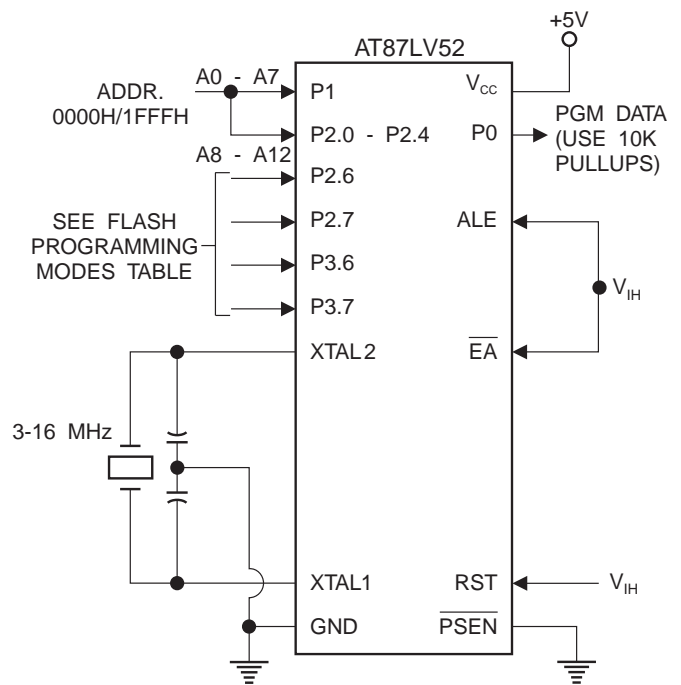 +5V
AT87LV52
ADDR.
0000H/1FFFH
A0 - A7
P1
VCC
P2.0 - P2.4
P0
PGM DATA
(USE 10K
PULLUPS)
A8 - A12
P2.6
SEE FLASH
PROGRAMMING
MODES TABLE
P2.7
ALE
P3.6
VIH
P3.7
XTAL2
EA
3-16 MHz
XTAL1
RST
VIH
GND
PSEN